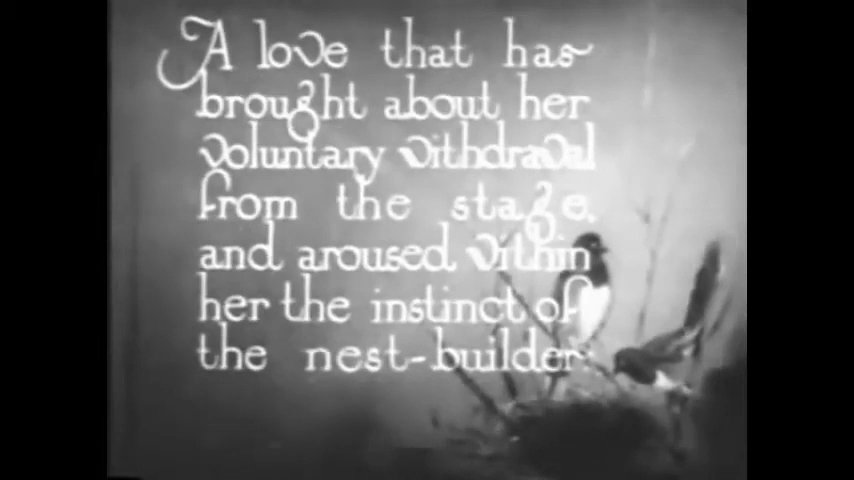 A love that has
brought about her
voluntary withdrawal
from the stage,
and aroused within
her the instinct of
the nest-builder.